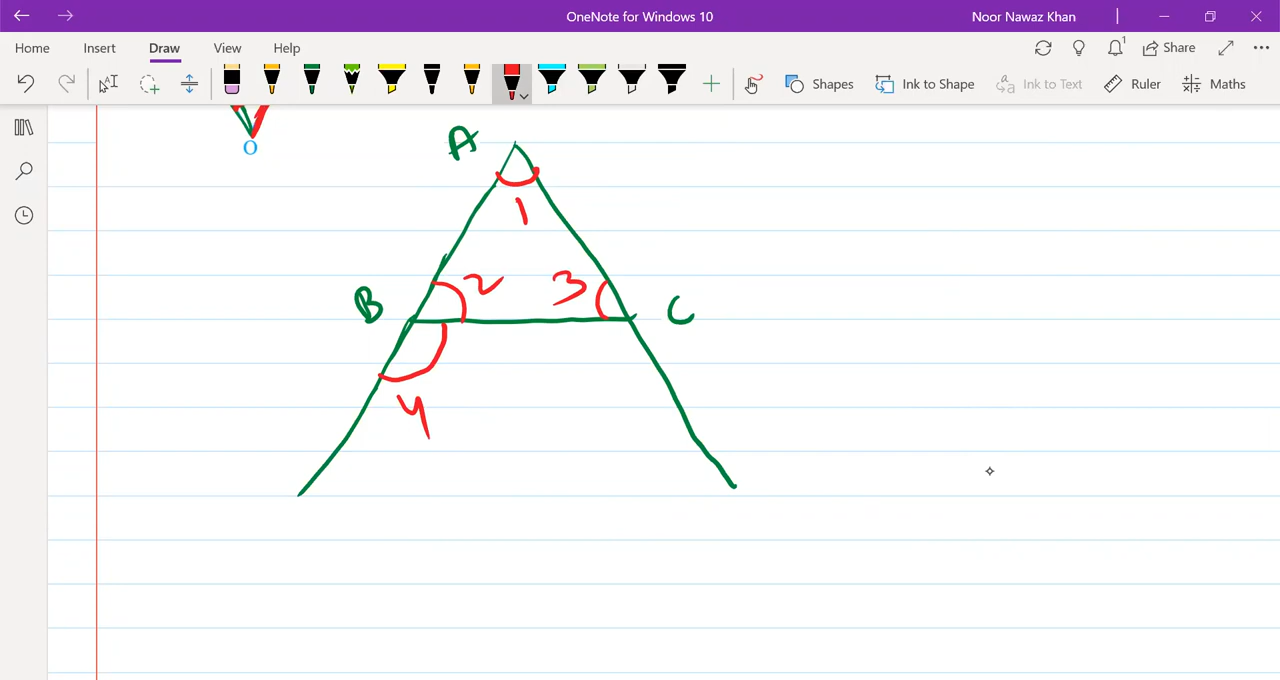 OneNote for Windows 10
Noor Nawaz Khan
Home Insert Draw View Help
1
Share
Shapes
Ink to Shape
Ink to Text
Ruler
Maths
O
A
1
2
3
B
C
4